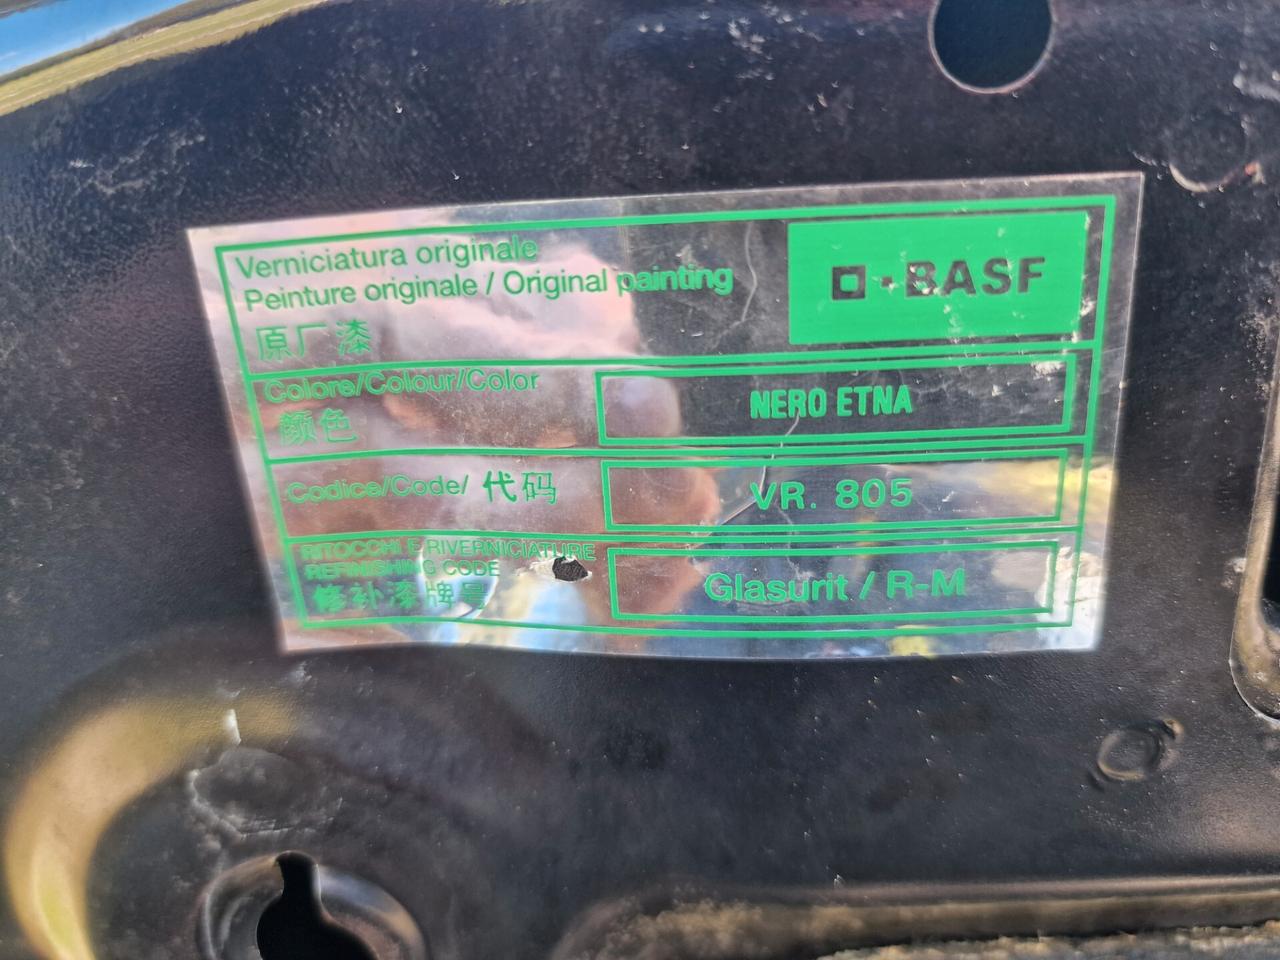 Verniciatura originale
Peinture originale / Original painting
原厂漆
BASF
Colore/Colour/Color
颜色
NERO ETNA
Codice/Code/ 代码
VR. 805
RITOCCHI E RIVERNICIATURE
REFINISHING CODE
修补漆牌号
Glasurit / R-M